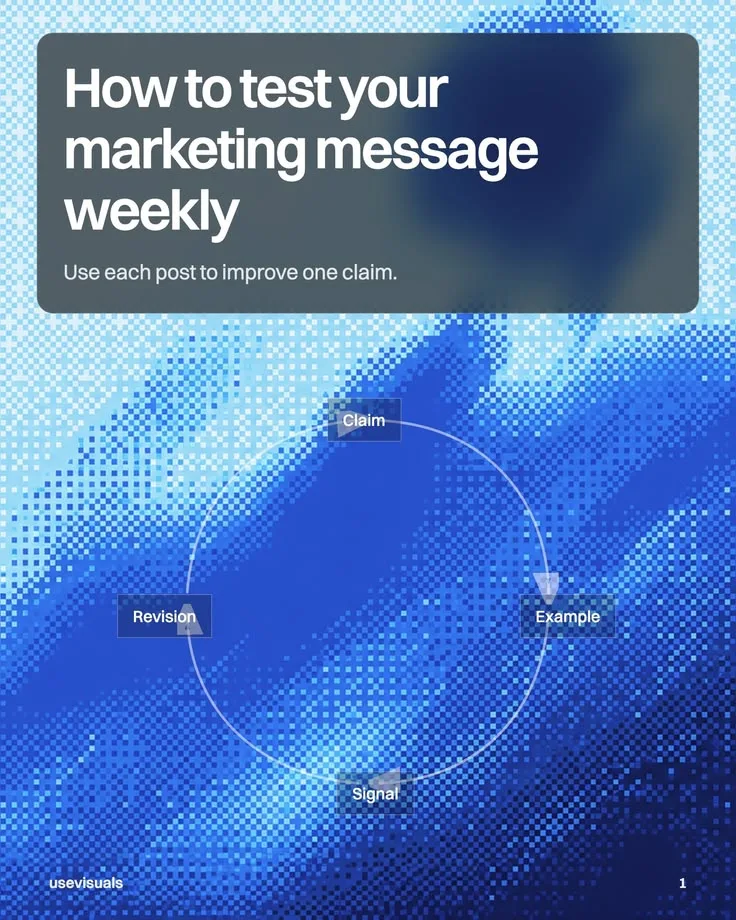 How to test your
marketing message
weekly
Use each post to improve one claim.
Claim
Revision
Example
Signal
usevisuals
1